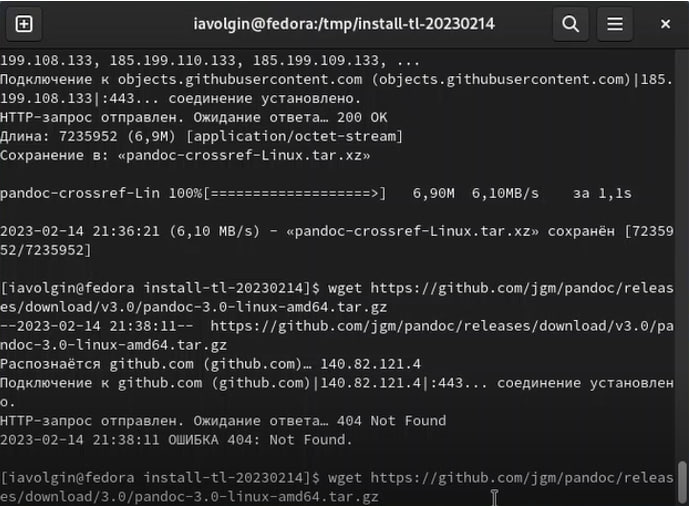 iavolgin@fedora:/tmp/install-tl-20230214
199.108.133, 185.199.110.133, 185.199.109.133, ...
Подключение к objects.githubusercontent.com (objects.githubusercontent.com)|185.
199.108.133|:443... соединение установлено.
HTTP-запрос отправлен. Ожидание ответа… 200 OK
Длина: 7235952 (6,9M) [application/octet-stream]
Сохранение в: «pandoc-crossref-Linux.tar.xz»
pandoc-crossref-Lin 100%[===================>]   6,90M  6,10MB/s    за 1,1s
2023-02-14 21:36:21 (6,10 MB/s) - «pandoc-crossref-Linux.tar.xz» сохранён [72359
52/7235952]
[iavolgin@fedora install-tl-20230214]$ wget https://github.com/jgm/pandoc/releas
es/download/v3.0/pandoc-3.0-linux-amd64.tar.gz
--2023-02-14 21:38:11--  https://github.com/jgm/pandoc/releases/download/v3.0/pa
ndoc-3.0-linux-amd64.tar.gz
Распознаётся github.com (github.com)… 140.82.121.4
Подключение к github.com (github.com)|140.82.121.4|:443... соединение установлен
о.
HTTP-запрос отправлен. Ожидание ответа… 404 Not Found
2023-02-14 21:38:11 ОШИБКА 404: Not Found.
[iavolgin@fedora install-tl-20230214]$ wget https://github.com/jgm/pandoc/releas
es/download/3.0/pandoc-3.0-linux-amd64.tar.gz